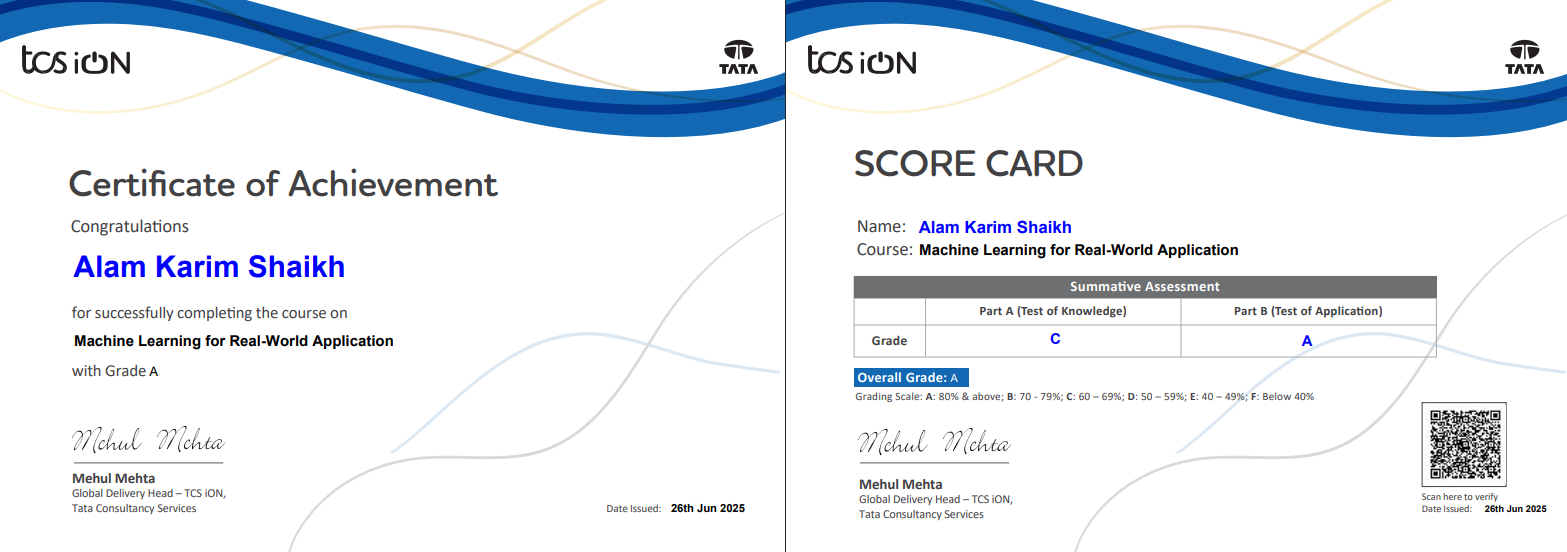 tcs iON
TATA
Certificate of Achievement
Congratulations
Alam Karim Shaikh
for successfully completing the course on
Machine Learning for Real-World Application
with Grade A
Mehul Mehta
Mehul Mehta
Global Delivery Head – TCS iON,
Tata Consultancy Services
Date Issued: 26th Jun 2025
tcs iON
TATA
SCORE CARD
Name: Alam Karim Shaikh
Course: Machine Learning for Real-World Application
Summative Assessment
Part A (Test of Knowledge) Part B (Test of Application)
Grade C A
Overall Grade: A
Grading Scale: A: 80% & above; B: 70 - 79%; C: 60 – 69%; D: 50 – 59%; E: 40 – 49%; F: Below 40%
Mehul Mehta
Mehul Mehta
Global Delivery Head – TCS iON,
Tata Consultancy Services
Scan here to verify
Date Issued: 26th Jun 2025